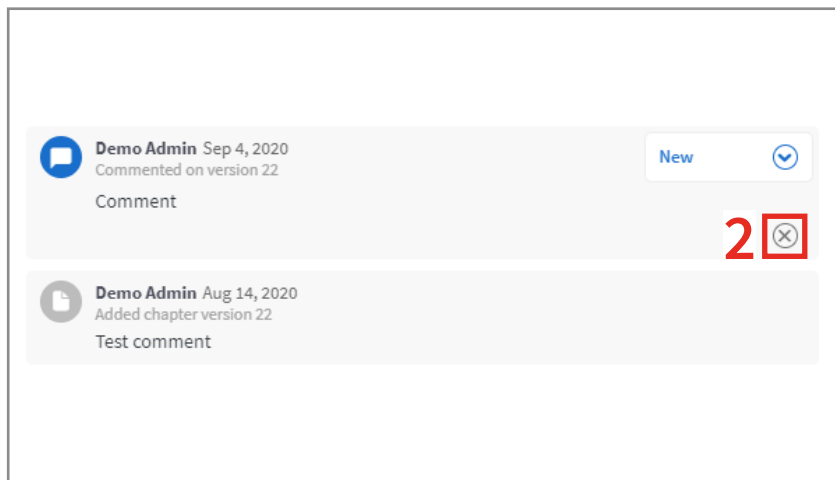 Demo Admin Sep 4, 2020
New
Commented on version 22
Comment
2
Demo Admin Aug 14, 2020
Added chapter version 22
Test comment